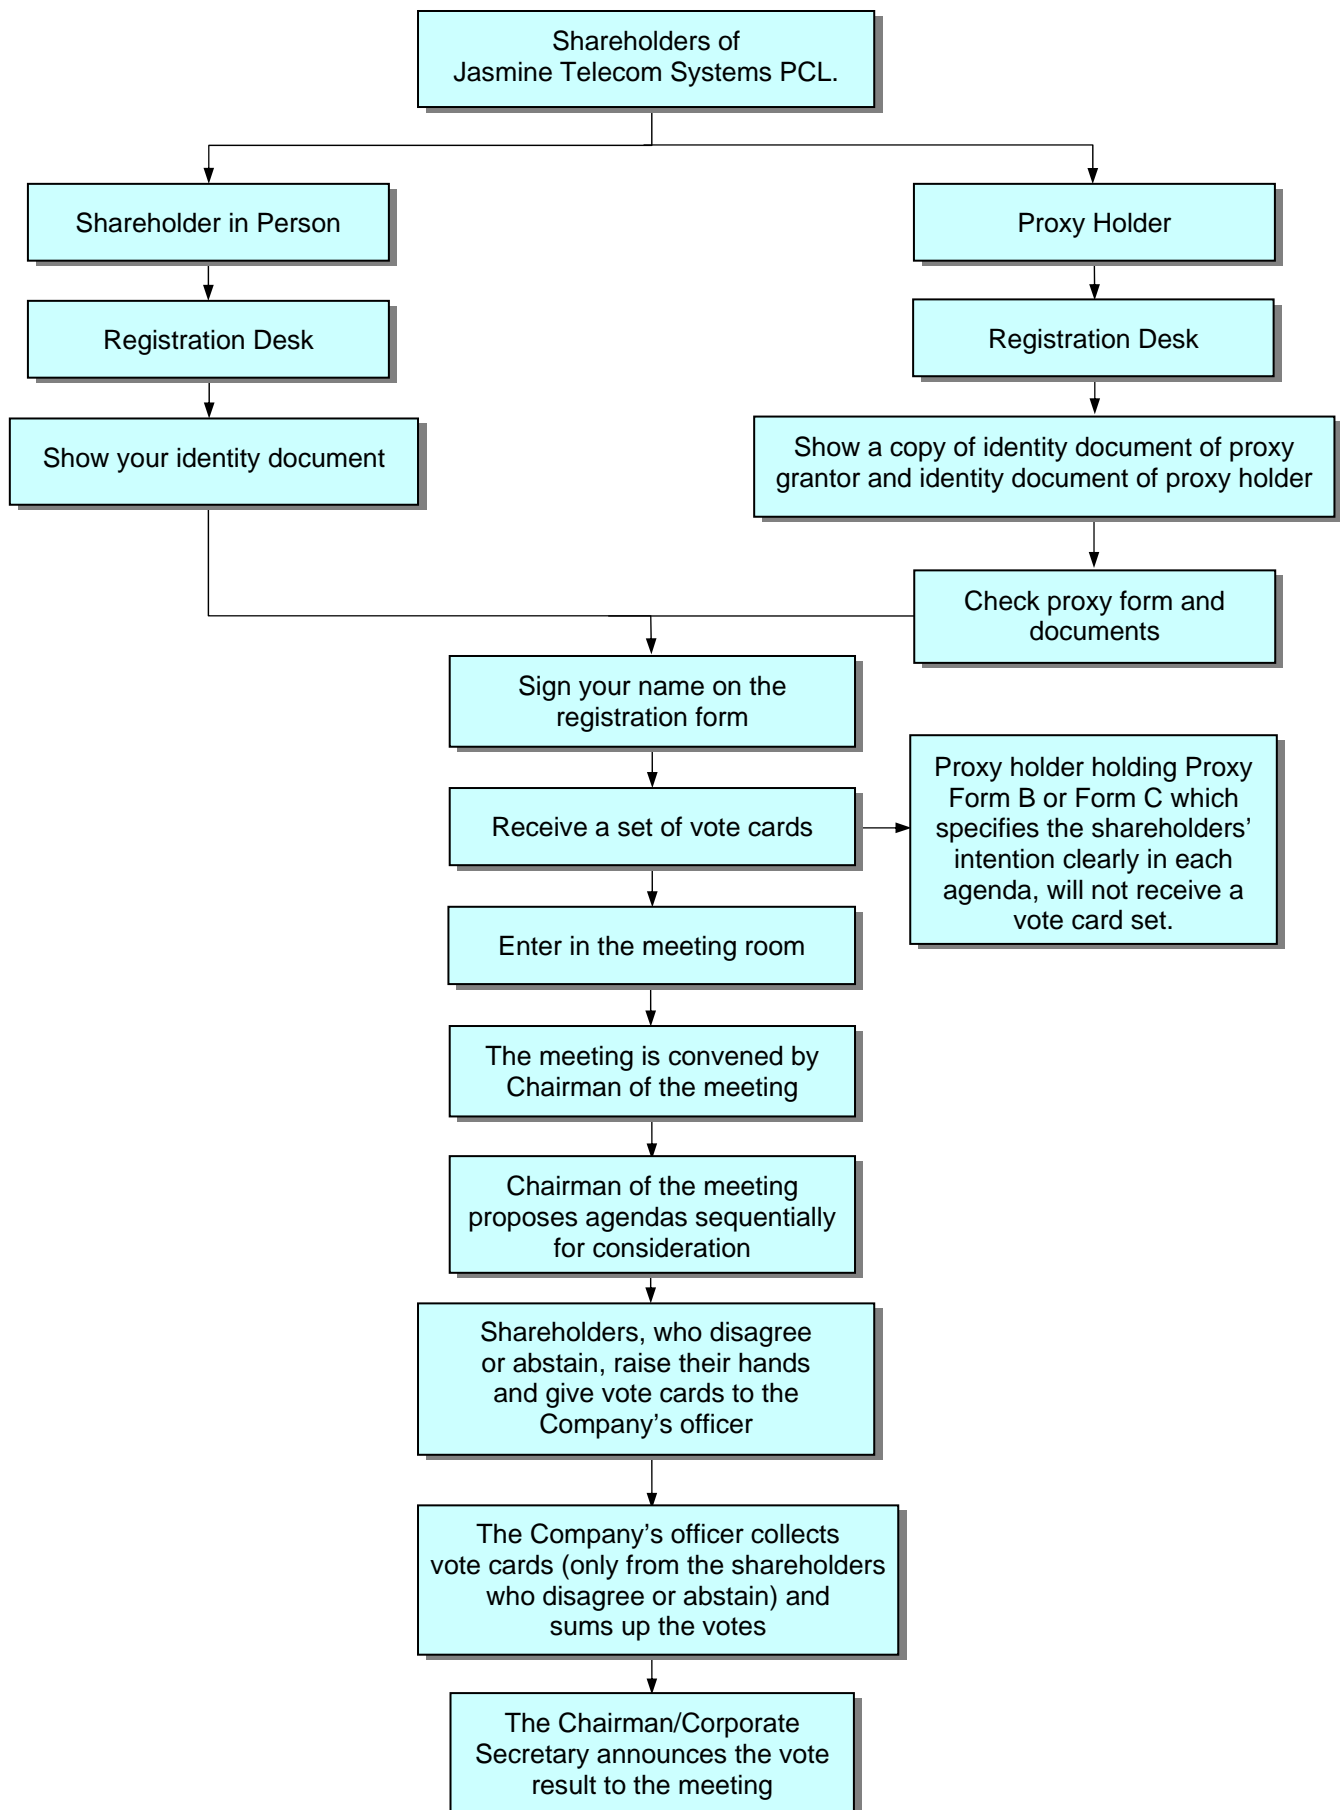 Shareholders of
Jasmine Telecom Systems PCL.
Shareholder in Person
Proxy Holder
Registration Desk
Registration Desk
Show your identity document
Show a copy of identity document of proxy
grantor and identity document of proxy holder
Check proxy form and
documents
Sign your name on the
registration form
Receive a set of vote cards
Proxy holder holding Proxy
Form B or Form C which
specifies the shareholders’
intention clearly in each
agenda, will not receive a
vote card set.
Enter in the meeting room
The meeting is convened by
Chairman of the meeting
Chairman of the meeting
proposes agendas sequentially
for consideration
Shareholders, who disagree
or abstain, raise their hands
and give vote cards to the
Company’s officer
The Company’s officer collects
vote cards (only from the shareholders
who disagree or abstain) and
sums up the votes
The Chairman/Corporate
Secretary announces the vote
result to the meeting